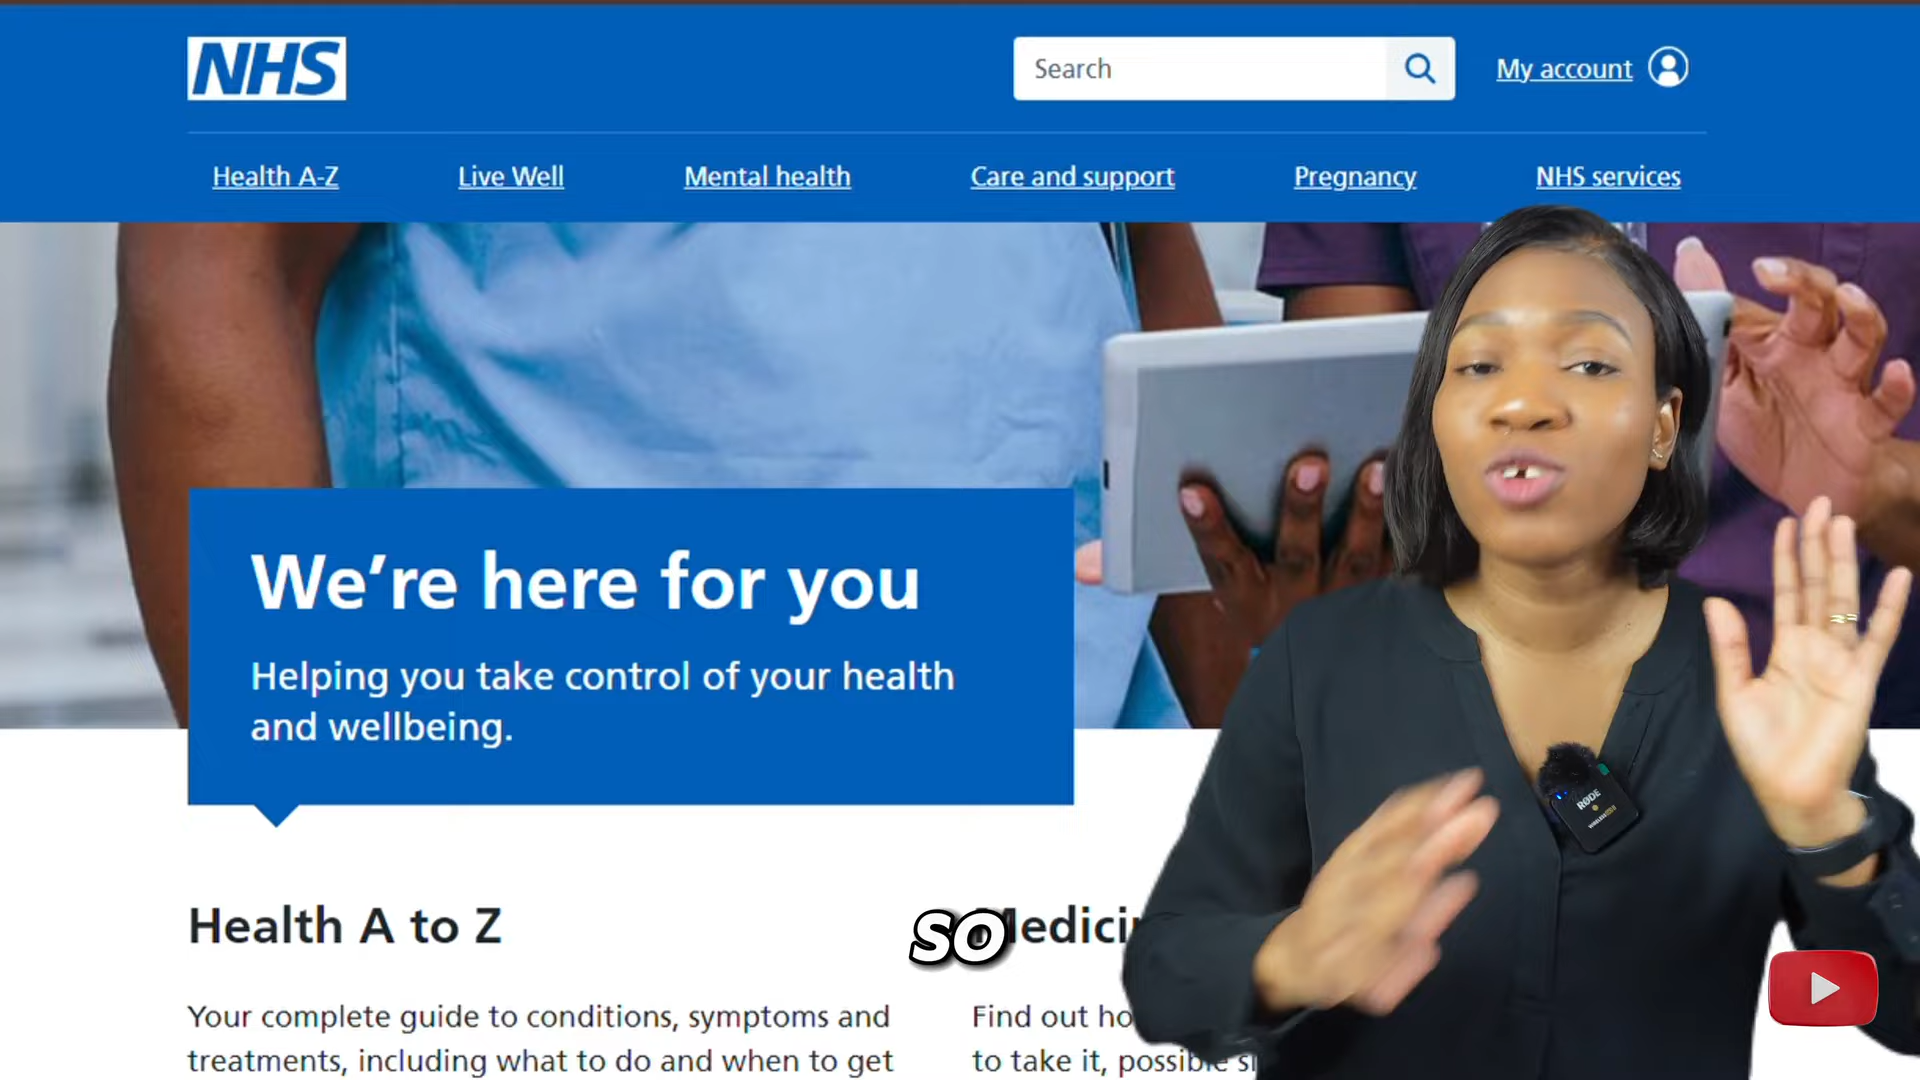 NHS
Search
My account
Health A-Z
Live Well
Mental health
Care and support
Pregnancy
NHS services
We're here for you
Helping you take control of your health
and wellbeing.
Health A to Z
SO
Your complete guide to conditions, symptoms and
treatments, including what to do and when to get
Find out
to take it, possible
RØDE